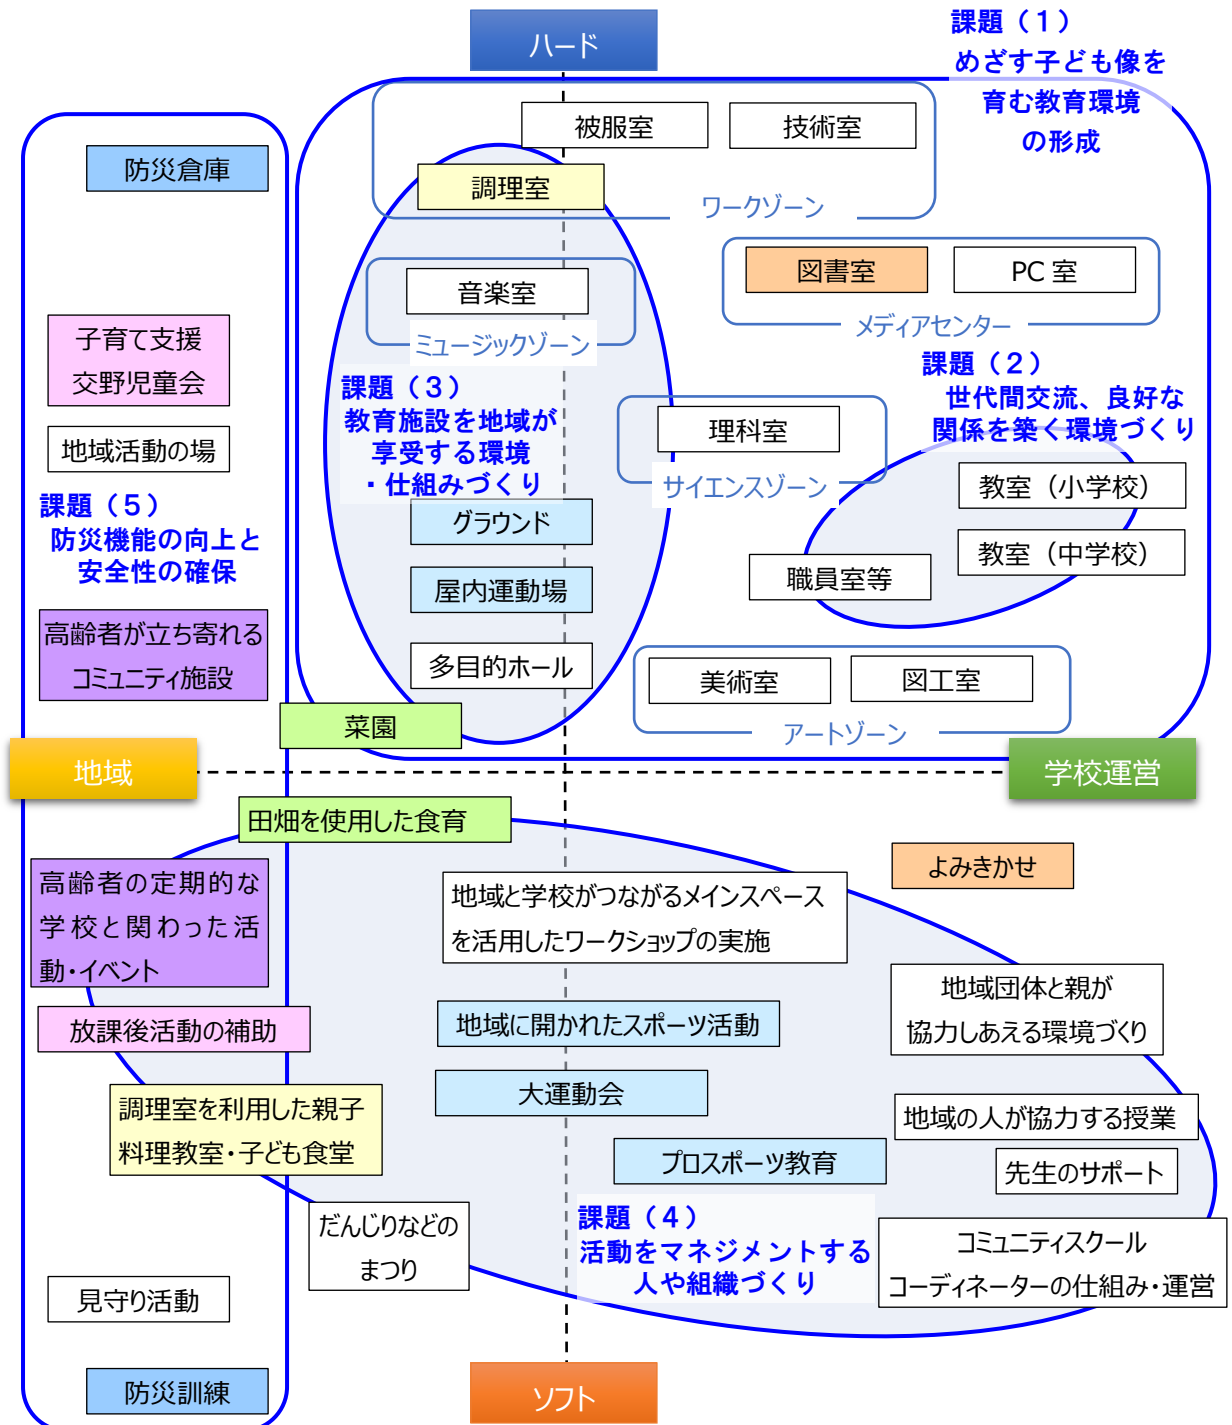 ハード
課題（１）
めざす子ども像を
育む教育環境
の形成
被服室
技術室
防災倉庫
調理室
ワークゾーン
図書室
PC 室
音楽室
メディアセンター
子育て支援
交野児童会
ミュージックゾーン
課題（３）
教育施設を地域が
享受する環境
・仕組みづくり
課題（２）
世代間交流、良好な
関係を築く環境づくり
理科室
サイエンスゾーン
地域活動の場
教室（小学校）
課題（５）
防災機能の向上と
安全性の確保
グラウンド
教室（中学校）
屋内運動場
職員室等
高齢者が立ち寄れる
コミュニティ施設
多目的ホール
美術室
図工室
菜園
アートゾーン
地域
学校運営
田畑を使用した食育
よみきかせ
高齢者の定期的な
学校と関わった活
動・イベント
地域と学校がつながるメインスペース
を活用したワークショップの実施
地域団体と親が
協力しあえる環境づくり
放課後活動の補助
地域に開かれたスポーツ活動
大運動会
調理室を利用した親子
料理教室・子ども食堂
地域の人が協力する授業
プロスポーツ教育
先生のサポート
だんじりなどの
まつり
課題（４）
活動をマネジメントする
人や組織づくり
コミュニティスクール
コーディネーターの仕組み・運営
見守り活動
防災訓練
ソフト